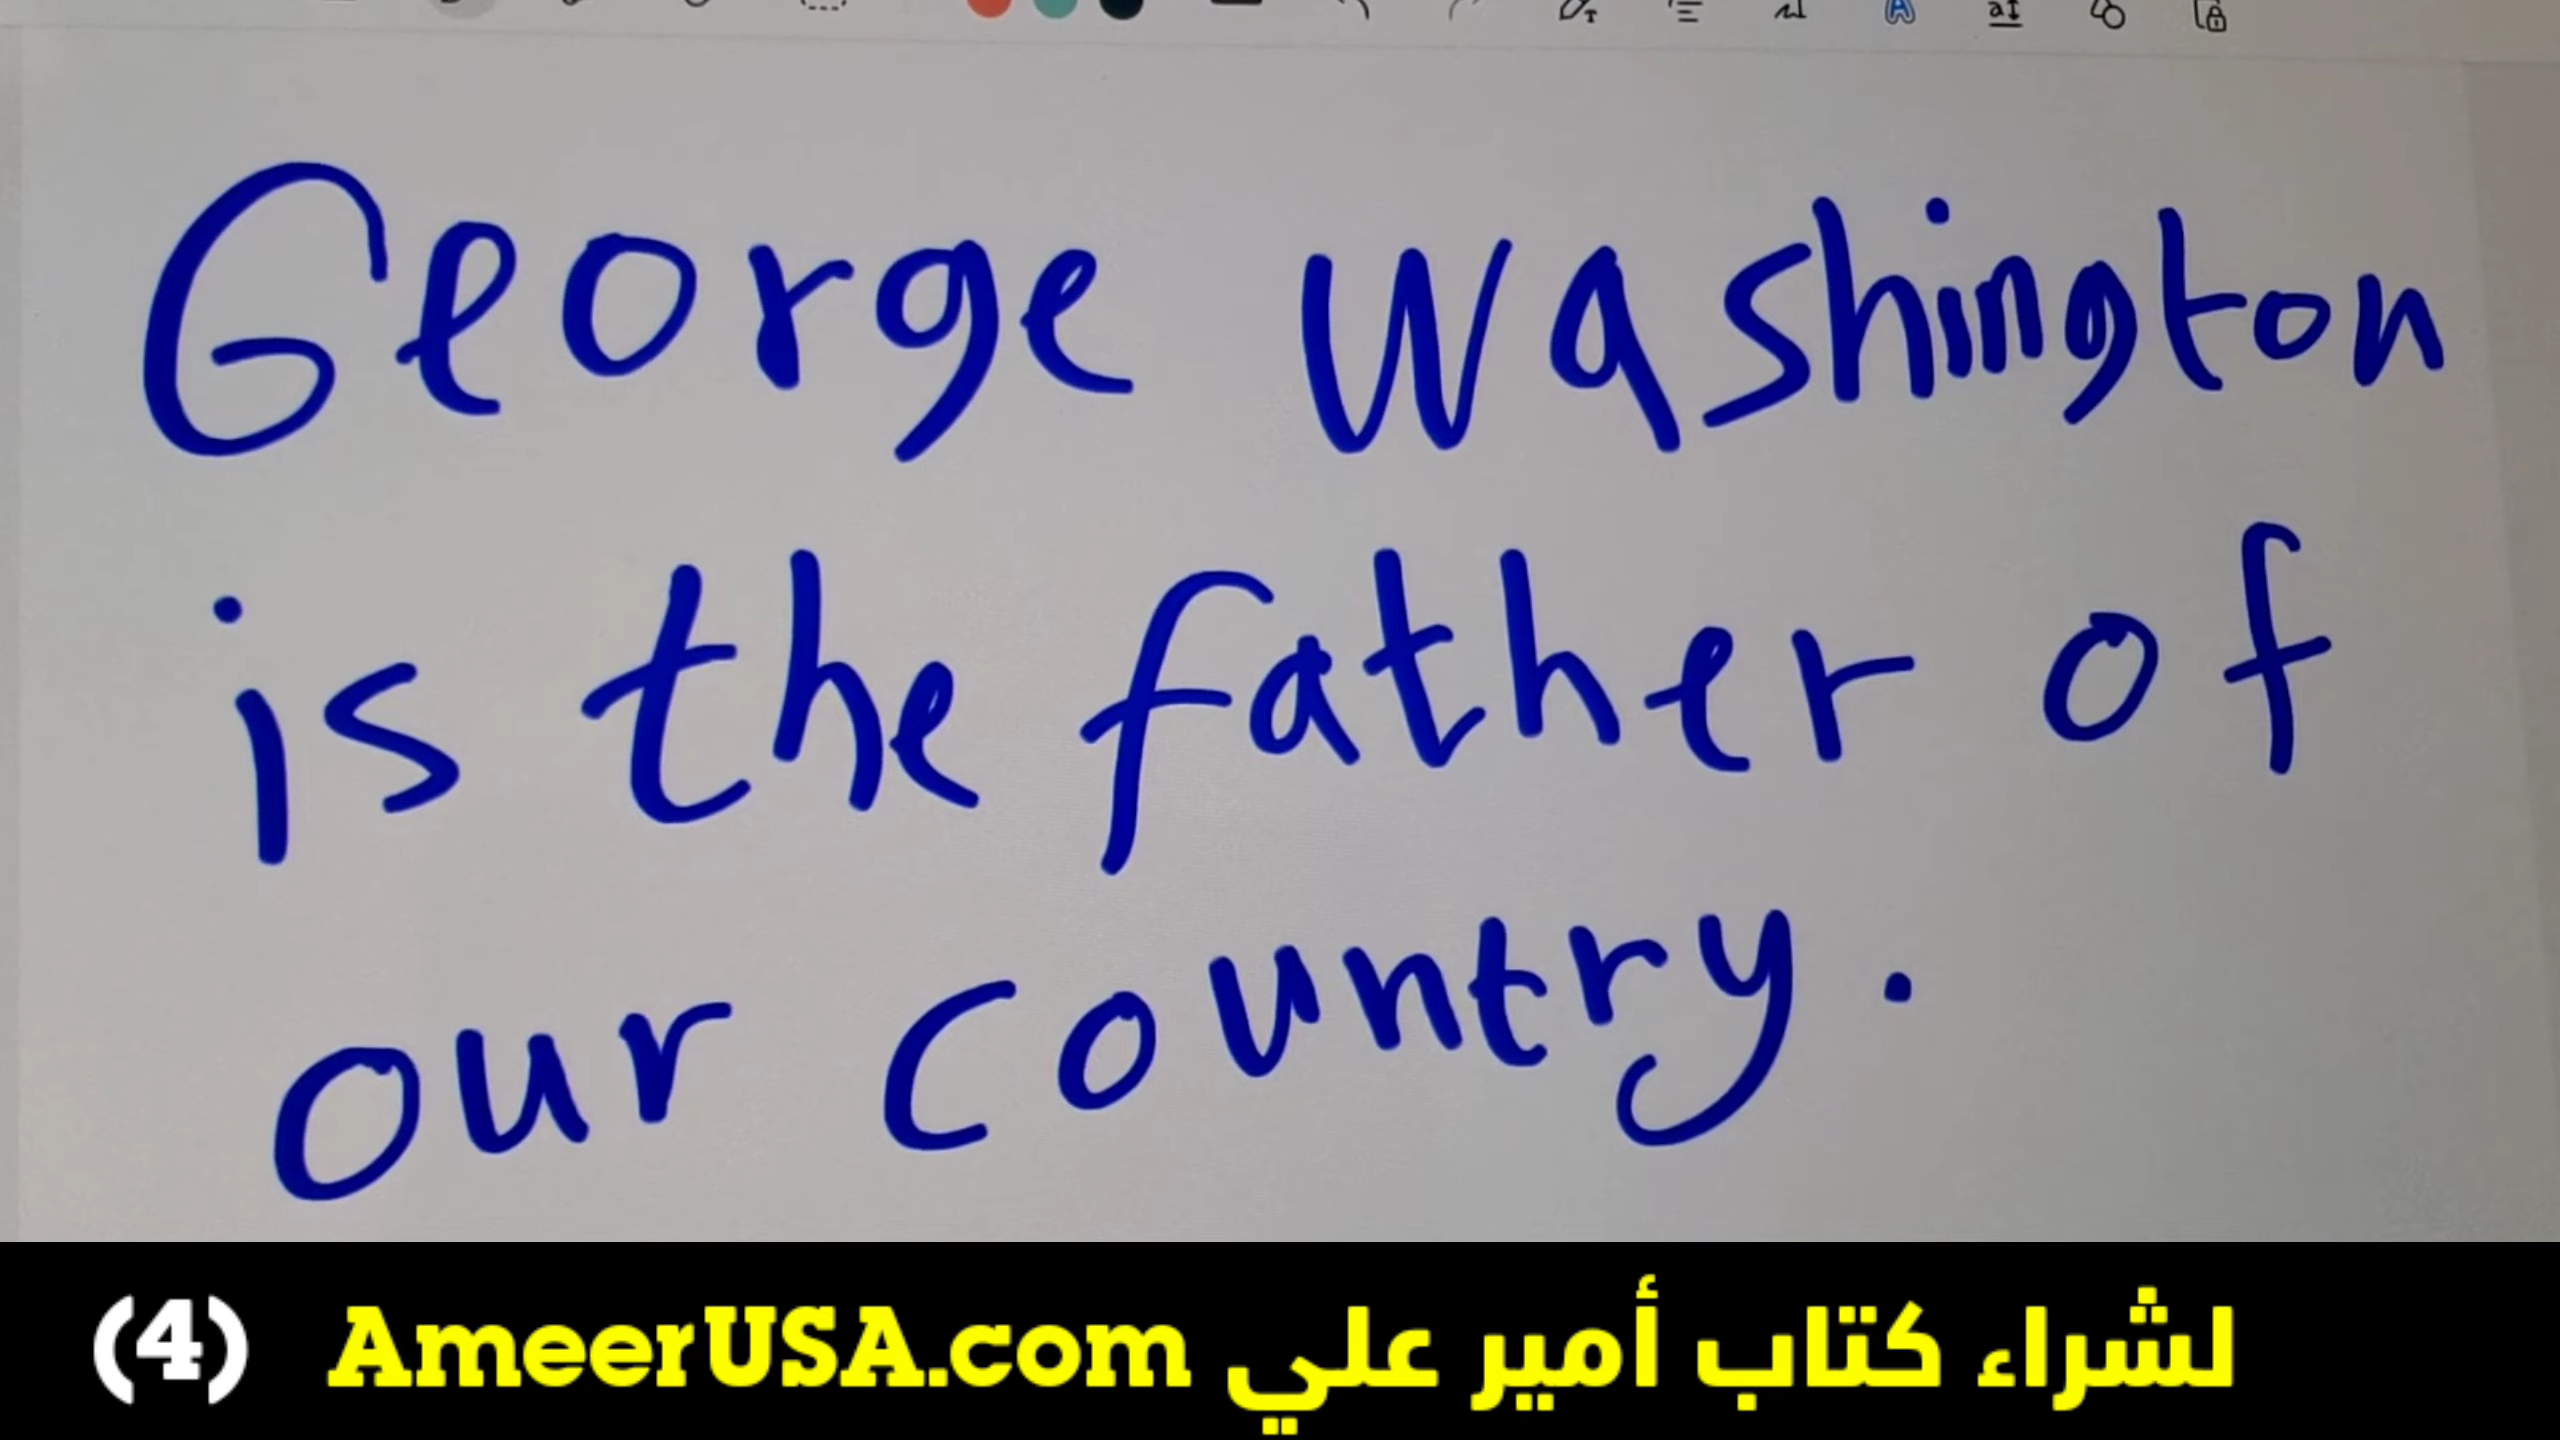 George Washington
is the father of
our country.
لشراء كتاب أمير علي AmeerUSA.com (4)